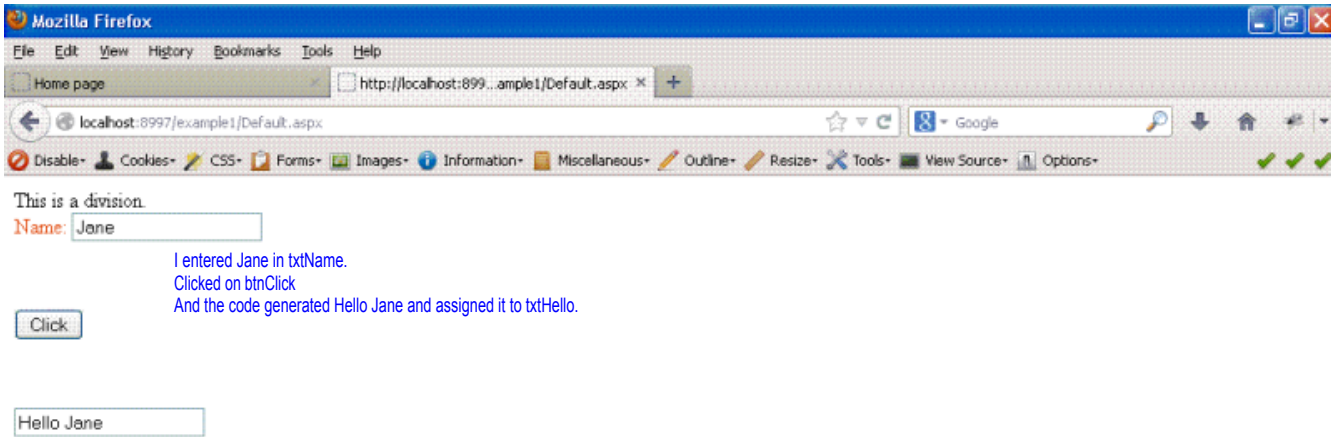 Mozilla Firefox
File Edit View History Bookmarks Tools Help
Home page
http://localhost:899...ample1/Default.aspx
localhost:8997/example1/Default.aspx
Google
Disable Cookies CSS Forms Images Information Miscellaneous Outline Resize Tools View Source Options
This is a division.
Name: Jane
I entered Jane in txtName.
Clicked on btnClick
And the code generated Hello Jane and assigned it to txtHello.
Click
Hello Jane